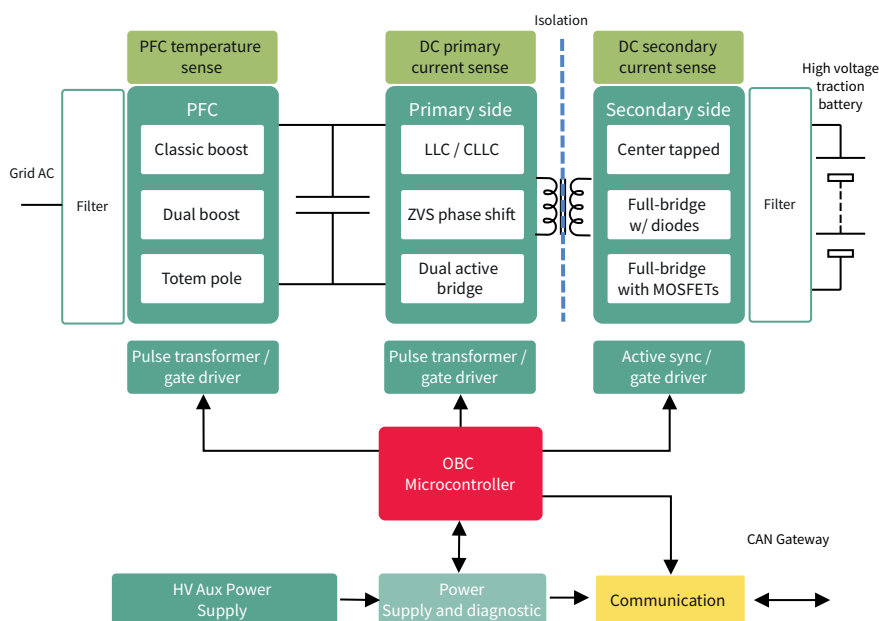 Isolation
PFC temperature
sense
DC primary
current sense
DC secondary
current sense
High voltage
traction
battery
PFC
Primary side
Secondary side
Classic boost
LLC / CLLC
Center tapped
Grid AC
Filter
Dual boost
ZVS phase shift
Full-bridge
w/ diodes
Filter
Totem pole
Dual active
bridge
Full-bridge
with MOSFETs
Pulse transformer /
gate driver
Pulse transformer /
gate driver
Active sync/
gate driver
OBC
Microcontroller
CAN Gateway
HV Aux Power
Supply
Power
Supply and diagnostic
Communication